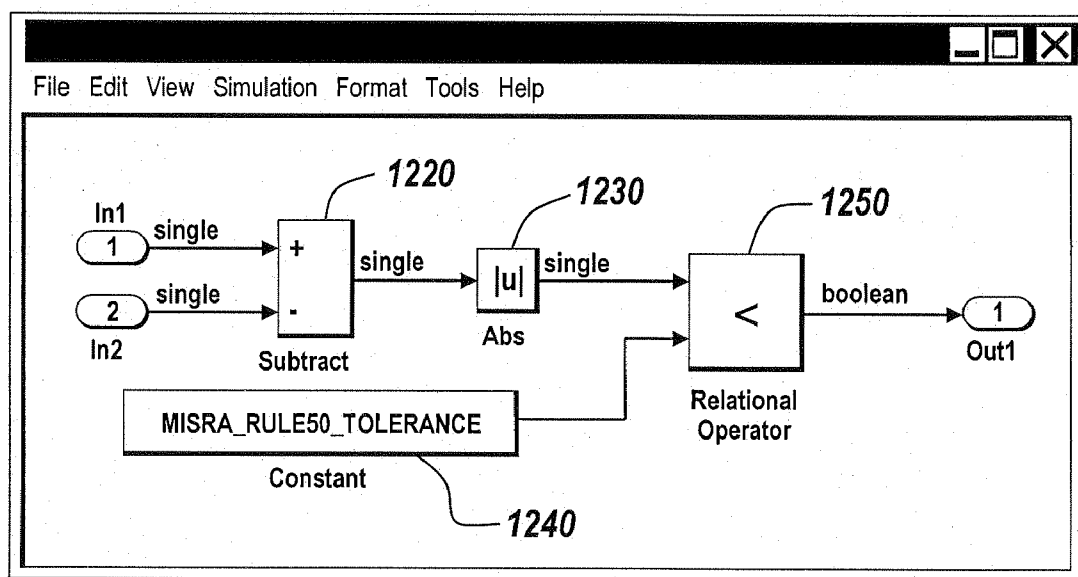 File Edit View Simulation Format Tools Help
1220
1230
1250
In1
1
single
+
single
|u|
single
<
boolean
1
Out1
2
single
-
In2
Subtract
Abs
MISRA_RULE50_TOLERANCE
Constant
Relational
Operator
1240